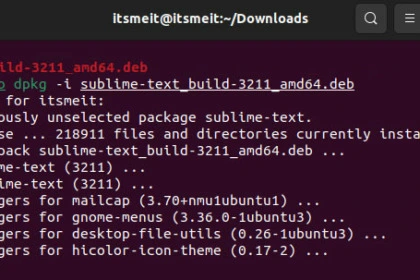 itsmeit@itsmeit:~/Downloads
ild-3211_amd64.deb
o dpkg -i sublime-text_build-3211_amd64.deb
for itsmeit:
ously unselected package sublime-text.
se ... 218911 files and directories currently insta
pack sublime-text_build-3211_amd64.deb ...
me-text (3211) ...
ime-text (3211) ...
gers for mailcap (3.70+nmu1ubuntu1) ...
gers for gnome-menus (3.36.0-1ubuntu3) ...
gers for desktop-file-utils (0.26-1ubuntu3) ...
gers for hicolor-icon-theme (0.17-2) ...